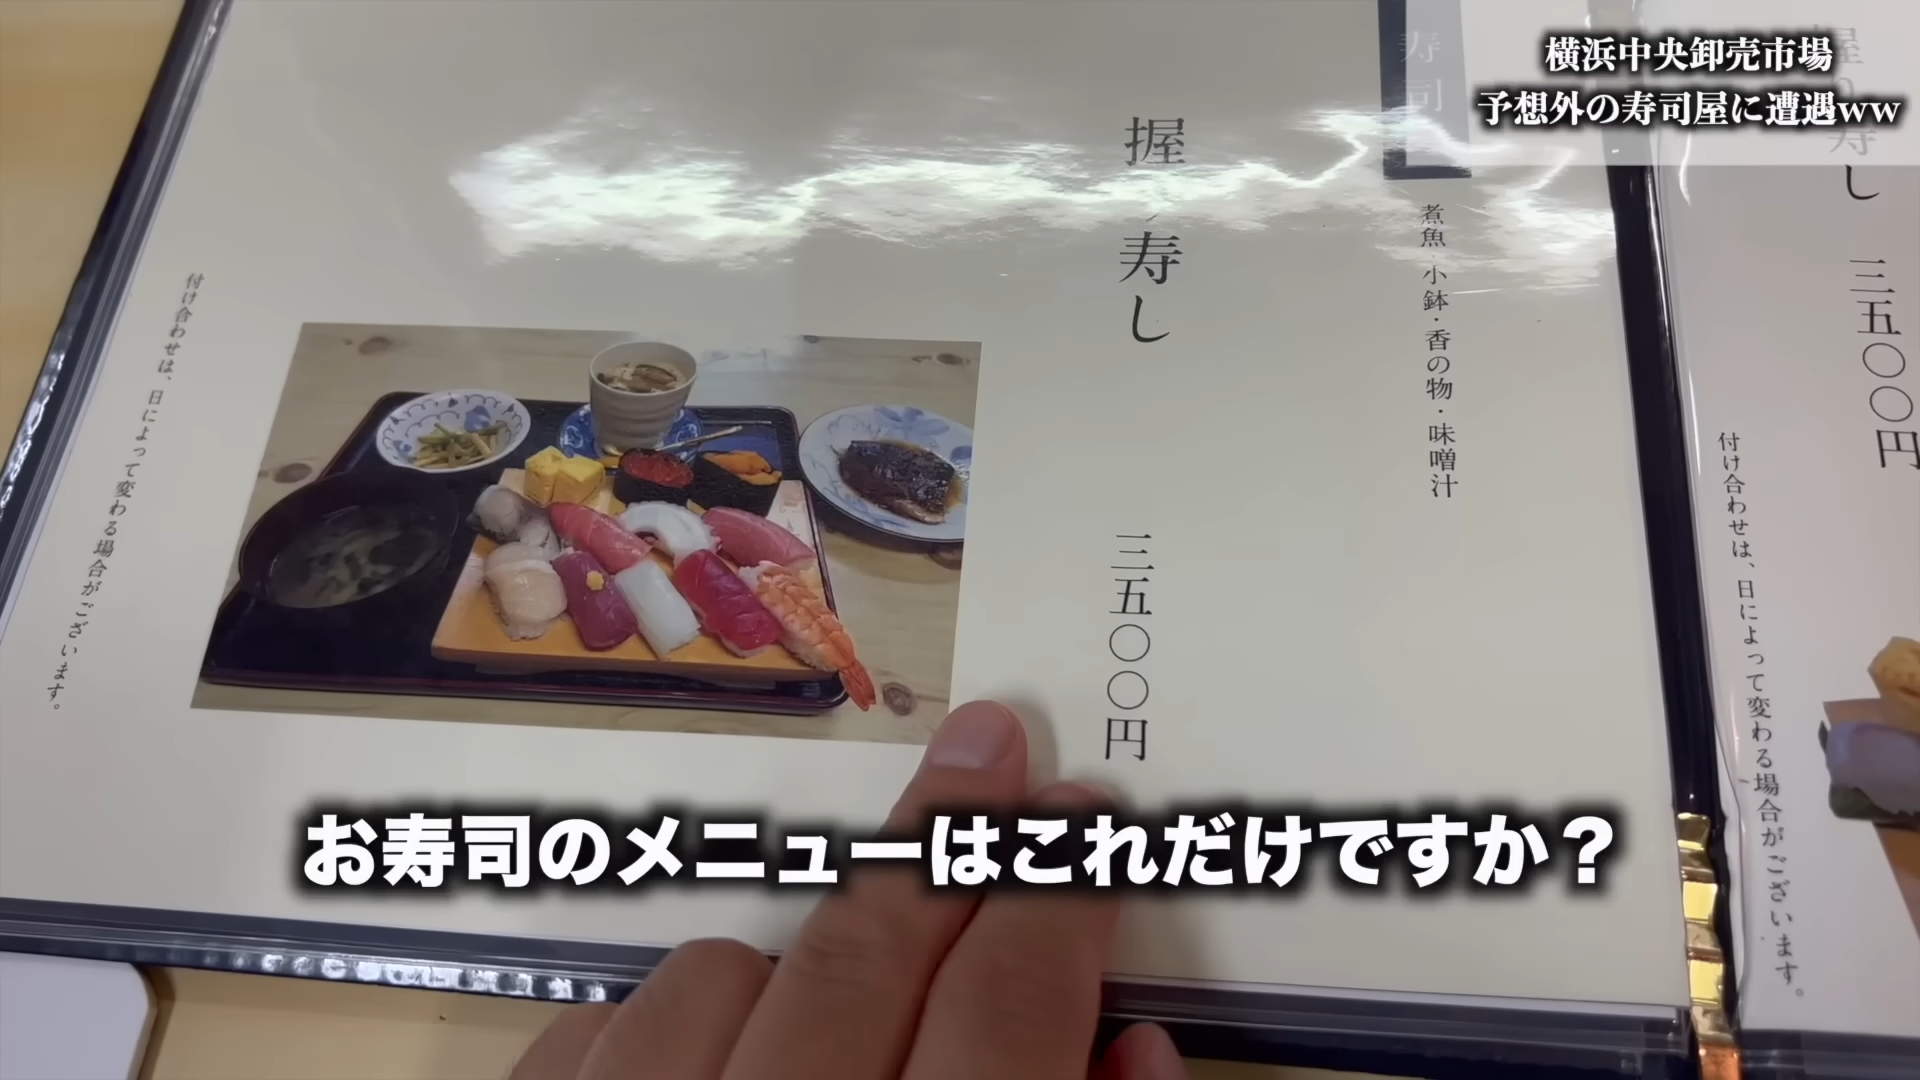 横浜中央卸売市場
予想外の寿司屋に遭遇ww
寿司
煮魚・小鉢・香の物・味噌汁
握り寿し
三五〇〇円
付け合わせは、日によって変わる場合がございます。
握り寿し
三五〇〇円
付け合わせは、日によって変わる場合がございます。
お寿司のメニューはこれだけですか？